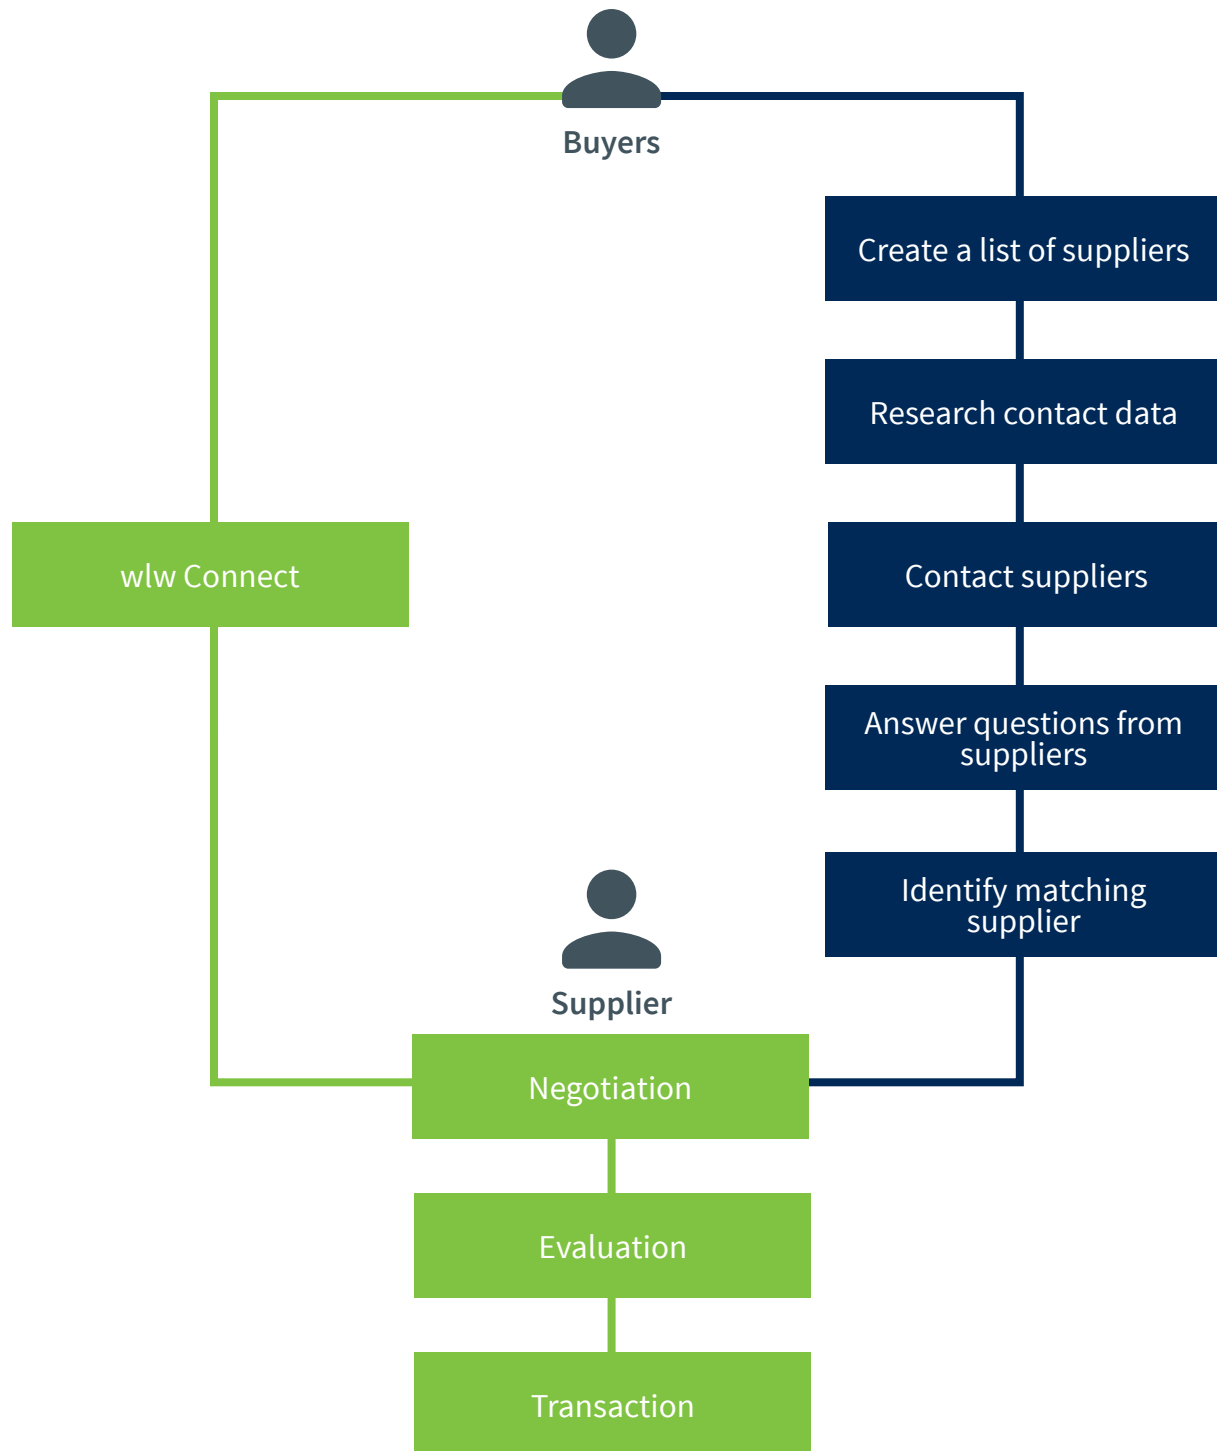 Buyers
Create a list of suppliers
Research contact data
wlw Connect
Contact suppliers
Answer questions from
suppliers
Identify matching
supplier
Supplier
Negotiation
Evaluation
Transaction